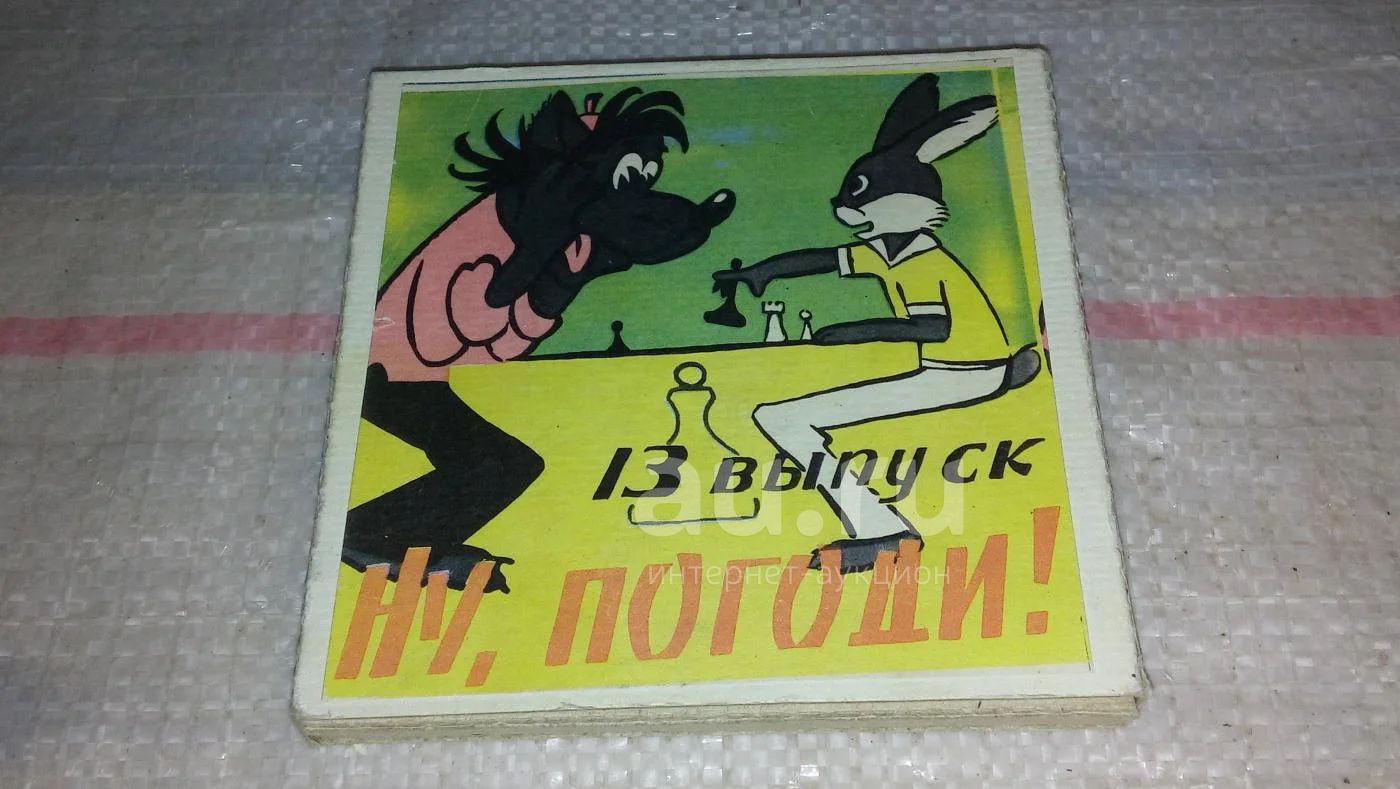 13 выпуск
au.ru
интернет-аукцион
Ну, ПОГОДИ!